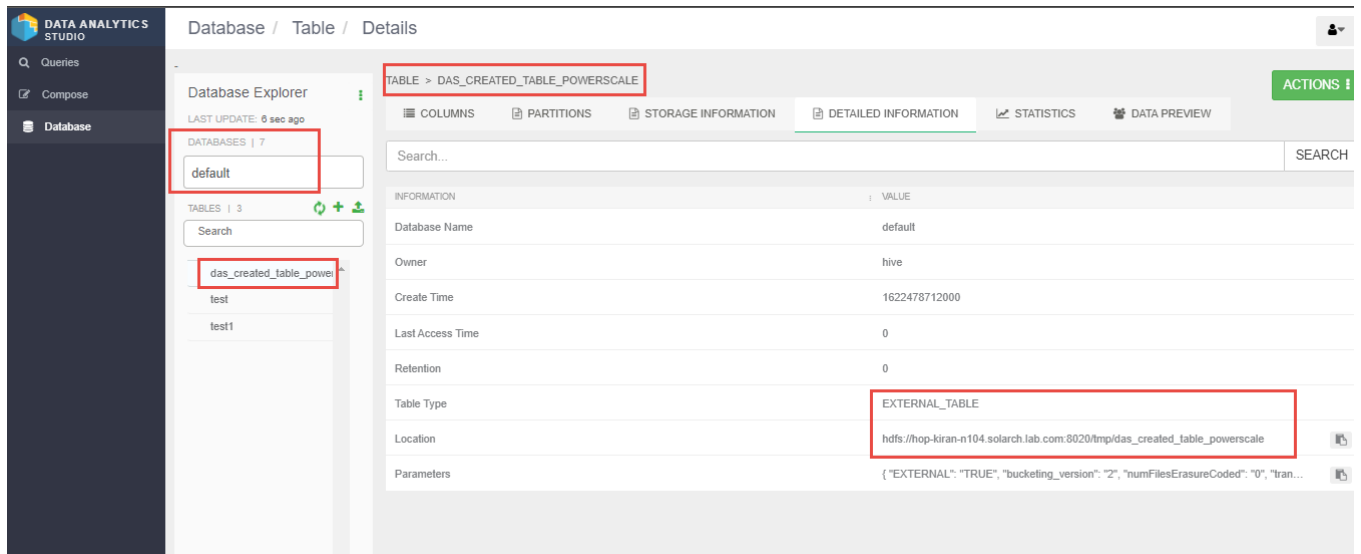 DATA ANALYTICS
STUDIO
Database / Table / Details
Queries
Compose
Database
-
Database Explorer
LAST UPDATE: 6 sec ago
DATABASES | 7
default
TABLES | 3
Search
das_created_table_power
test
test1
TABLE > DAS_CREATED_TABLE_POWERSCALE
ACTIONS
COLUMNS PARTITIONS STORAGE INFORMATION DETAILED INFORMATION STATISTICS DATA PREVIEW
Search... SEARCH
INFORMATION VALUE
Database Name default
Owner hive
Create Time 1622478712000
Last Access Time 0
Retention 0
Table Type EXTERNAL_TABLE
Location hdfs://hop-kiran-n104.solarch.lab.com:8020/tmp/das_created_table_powerscale
Parameters { "EXTERNAL": "TRUE", "bucketing_version": "2", "numFilesErasureCoded": "0", "tran...